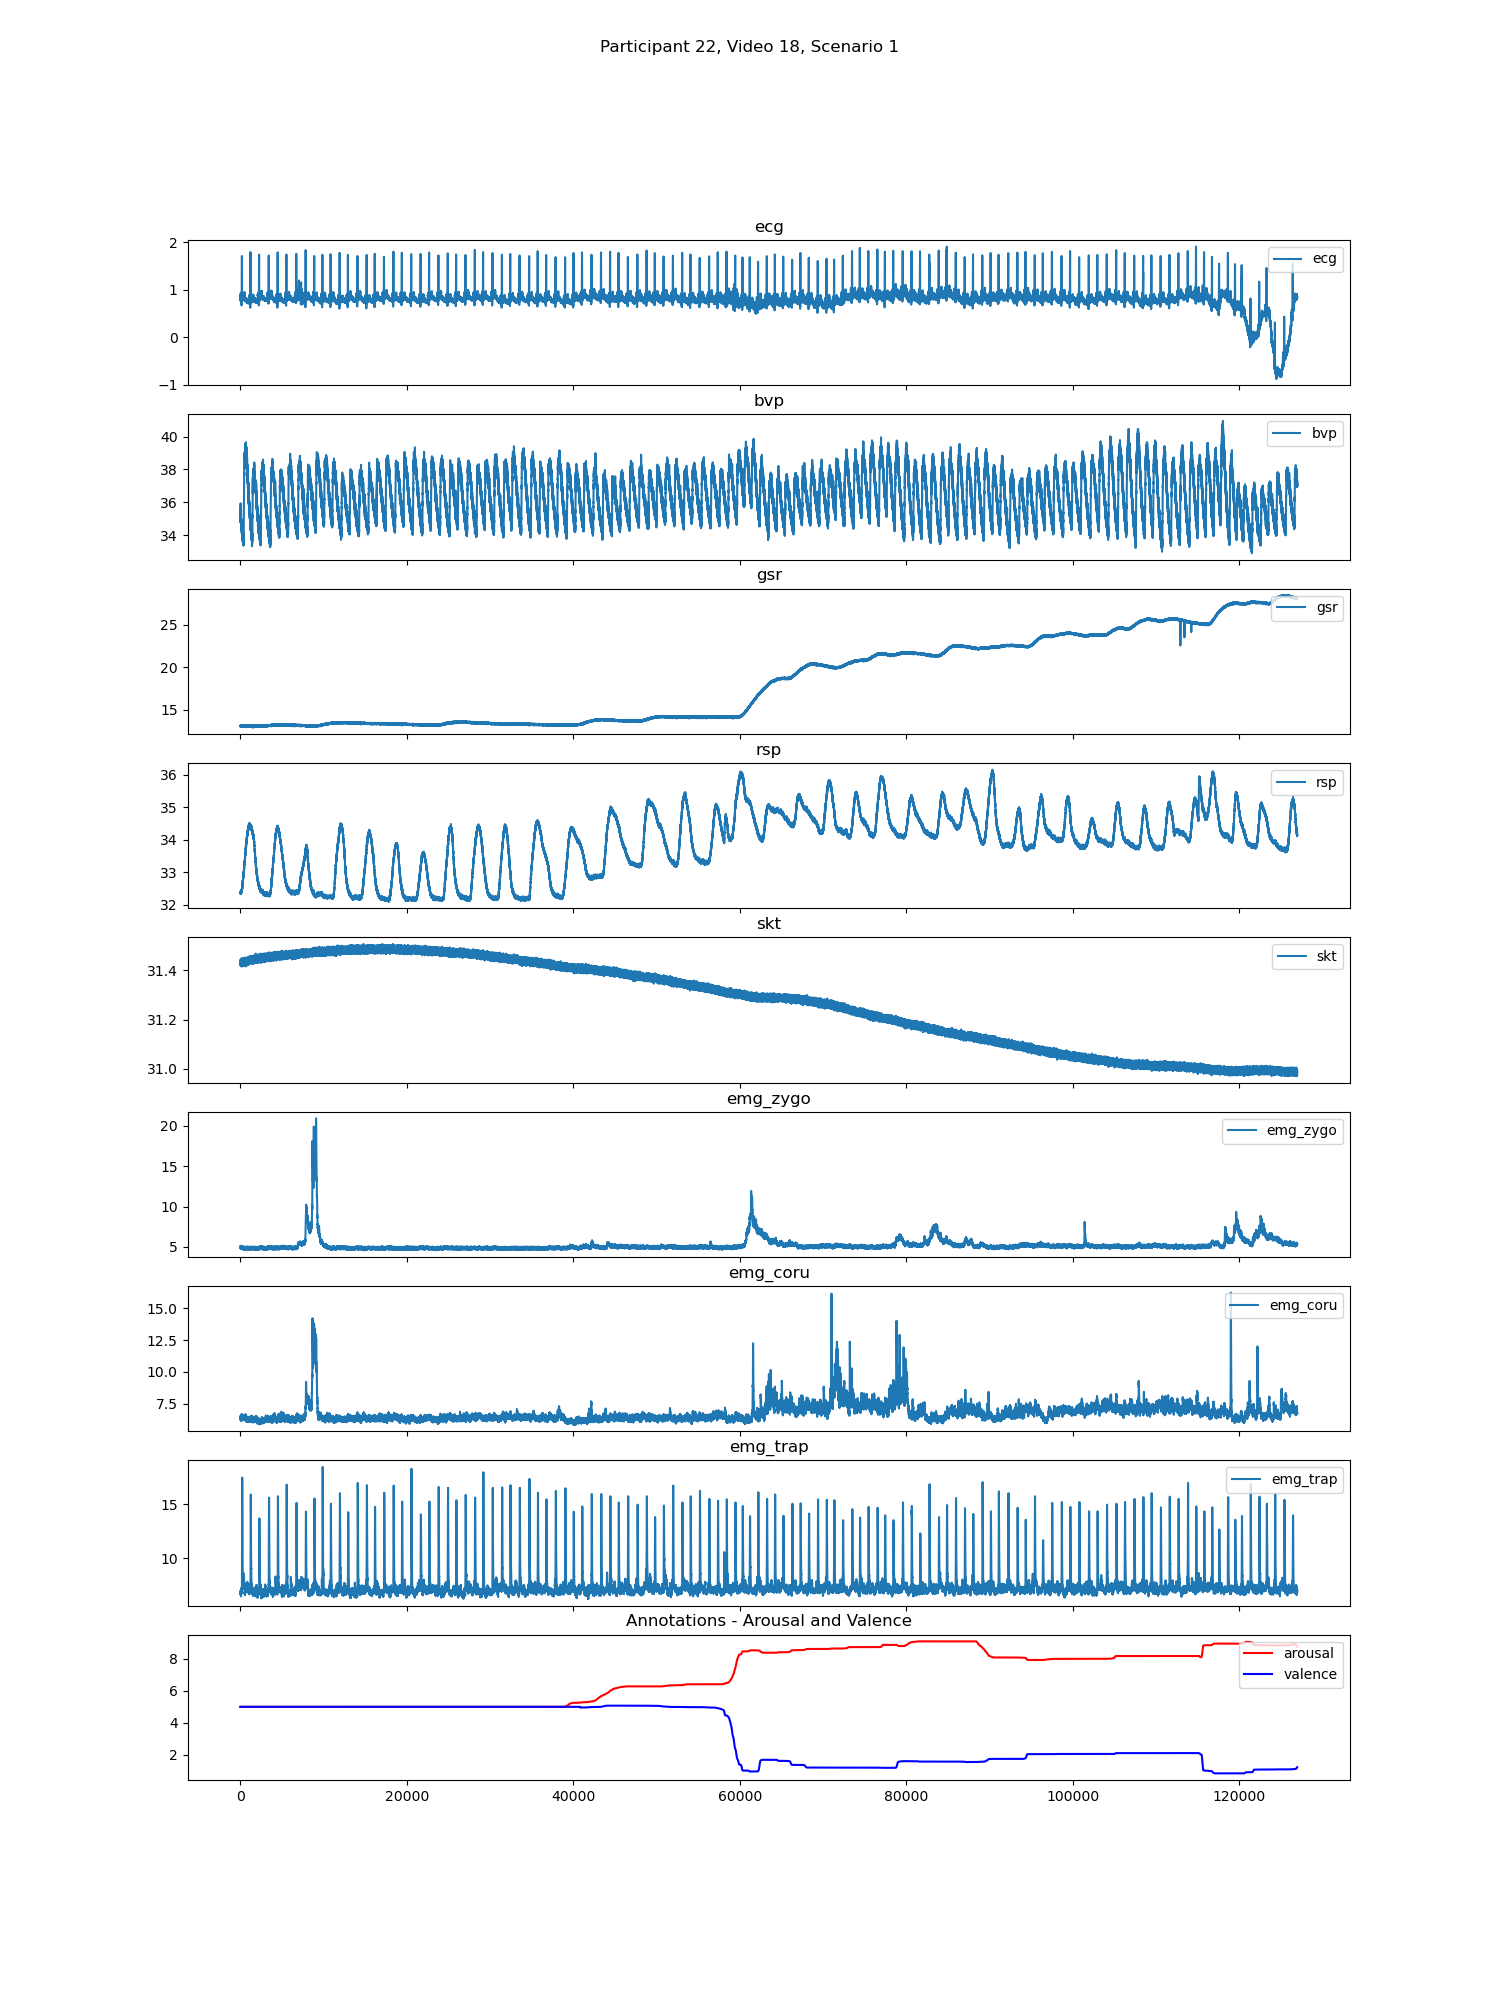 Participant 22, Video 18, Scenario 1
ecg
2
1
0
−1
ecg
bvp
40
38
36
34
bvp
gsr
25
20
15
gsr
rsp
36
35
34
33
32
rsp
skt
31.4
31.2
31.0
skt
emg_zygo
20
15
10
5
emg_zygo
emg_coru
15.0
12.5
10.0
7.5
emg_coru
emg_trap
15
10
emg_trap
Annotations - Arousal and Valence
8
6
4
2
arousal
valence
0 20000 40000 60000 80000 100000 120000